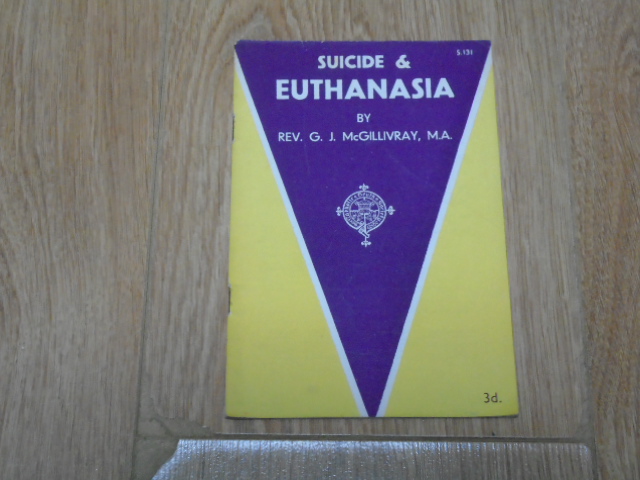 S.131
SUICIDE &
EUTHANASIA
BY
REV. G. J. McGILLIVRAY, M.A.
3d.